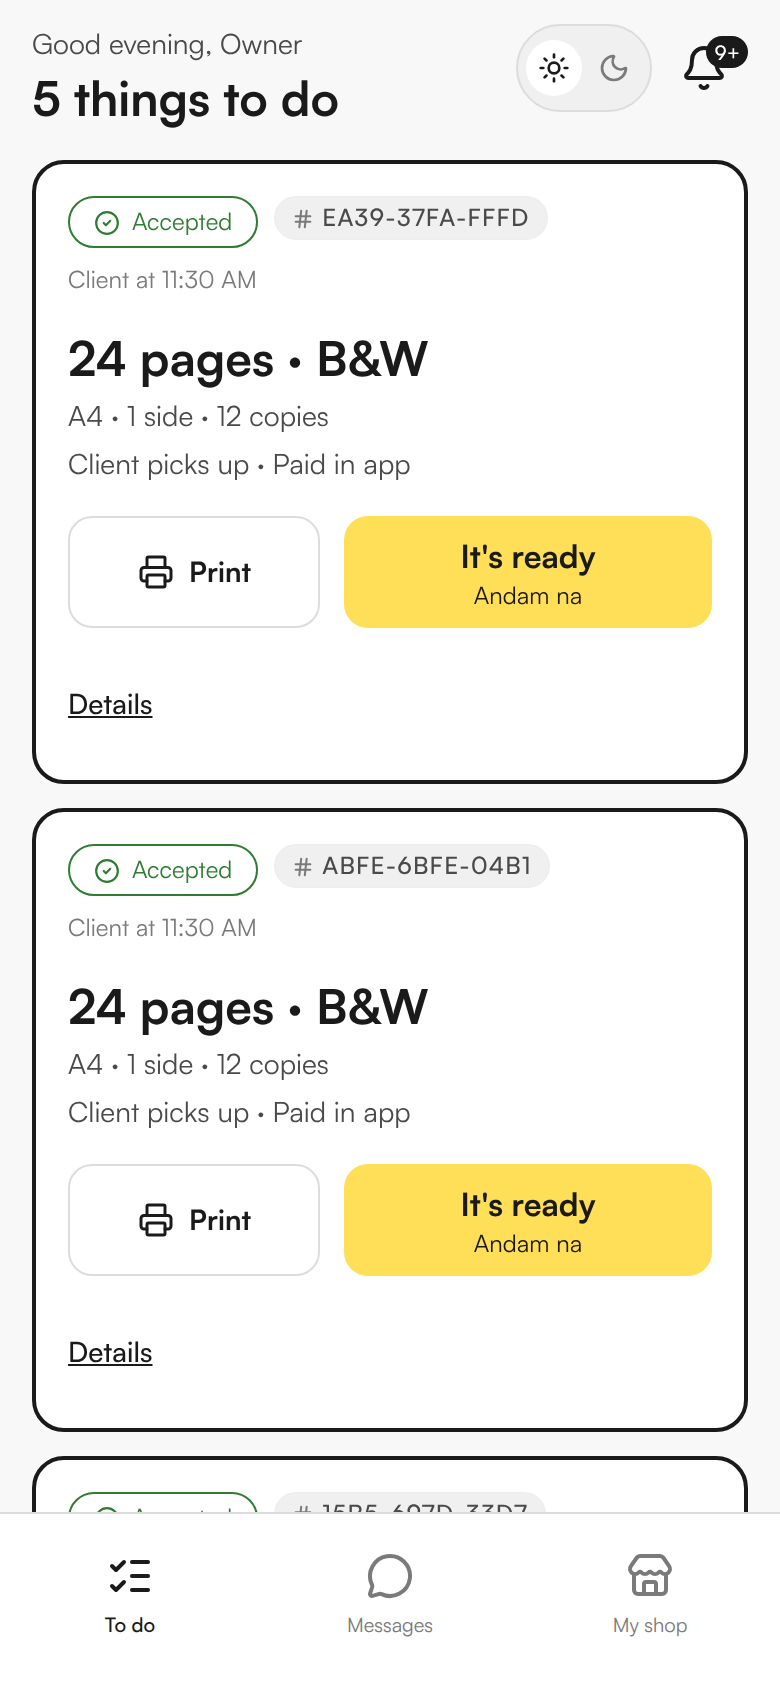 Good evening, Owner
5 things to do
9+
Accepted
# EA39-37FA-FFFD
Client at 11:30 AM
24 pages · B&W
A4 · 1 side · 12 copies
Client picks up · Paid in app
Print
It's ready
Andam na
Details
Accepted
# ABFE-6BFE-04B1
Client at 11:30 AM
24 pages · B&W
A4 · 1 side · 12 copies
Client picks up · Paid in app
Print
It's ready
Andam na
Details
Accepted
To do
Messages
My shop